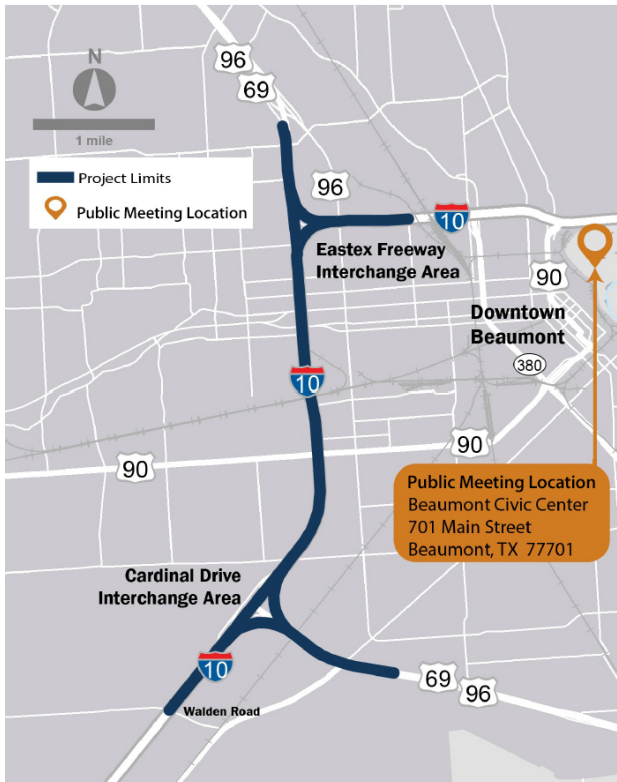 96
69
N
1 mile
Project Limits
Public Meeting Location
96
10
Eastex Freeway
Interchange Area
90
Downtown
Beaumont
380
10
90
90
Public Meeting Location
Beaumont Civic Center
701 Main Street
Beaumont, TX 77701
Cardinal Drive
Interchange Area
10
69
96
Walden Road